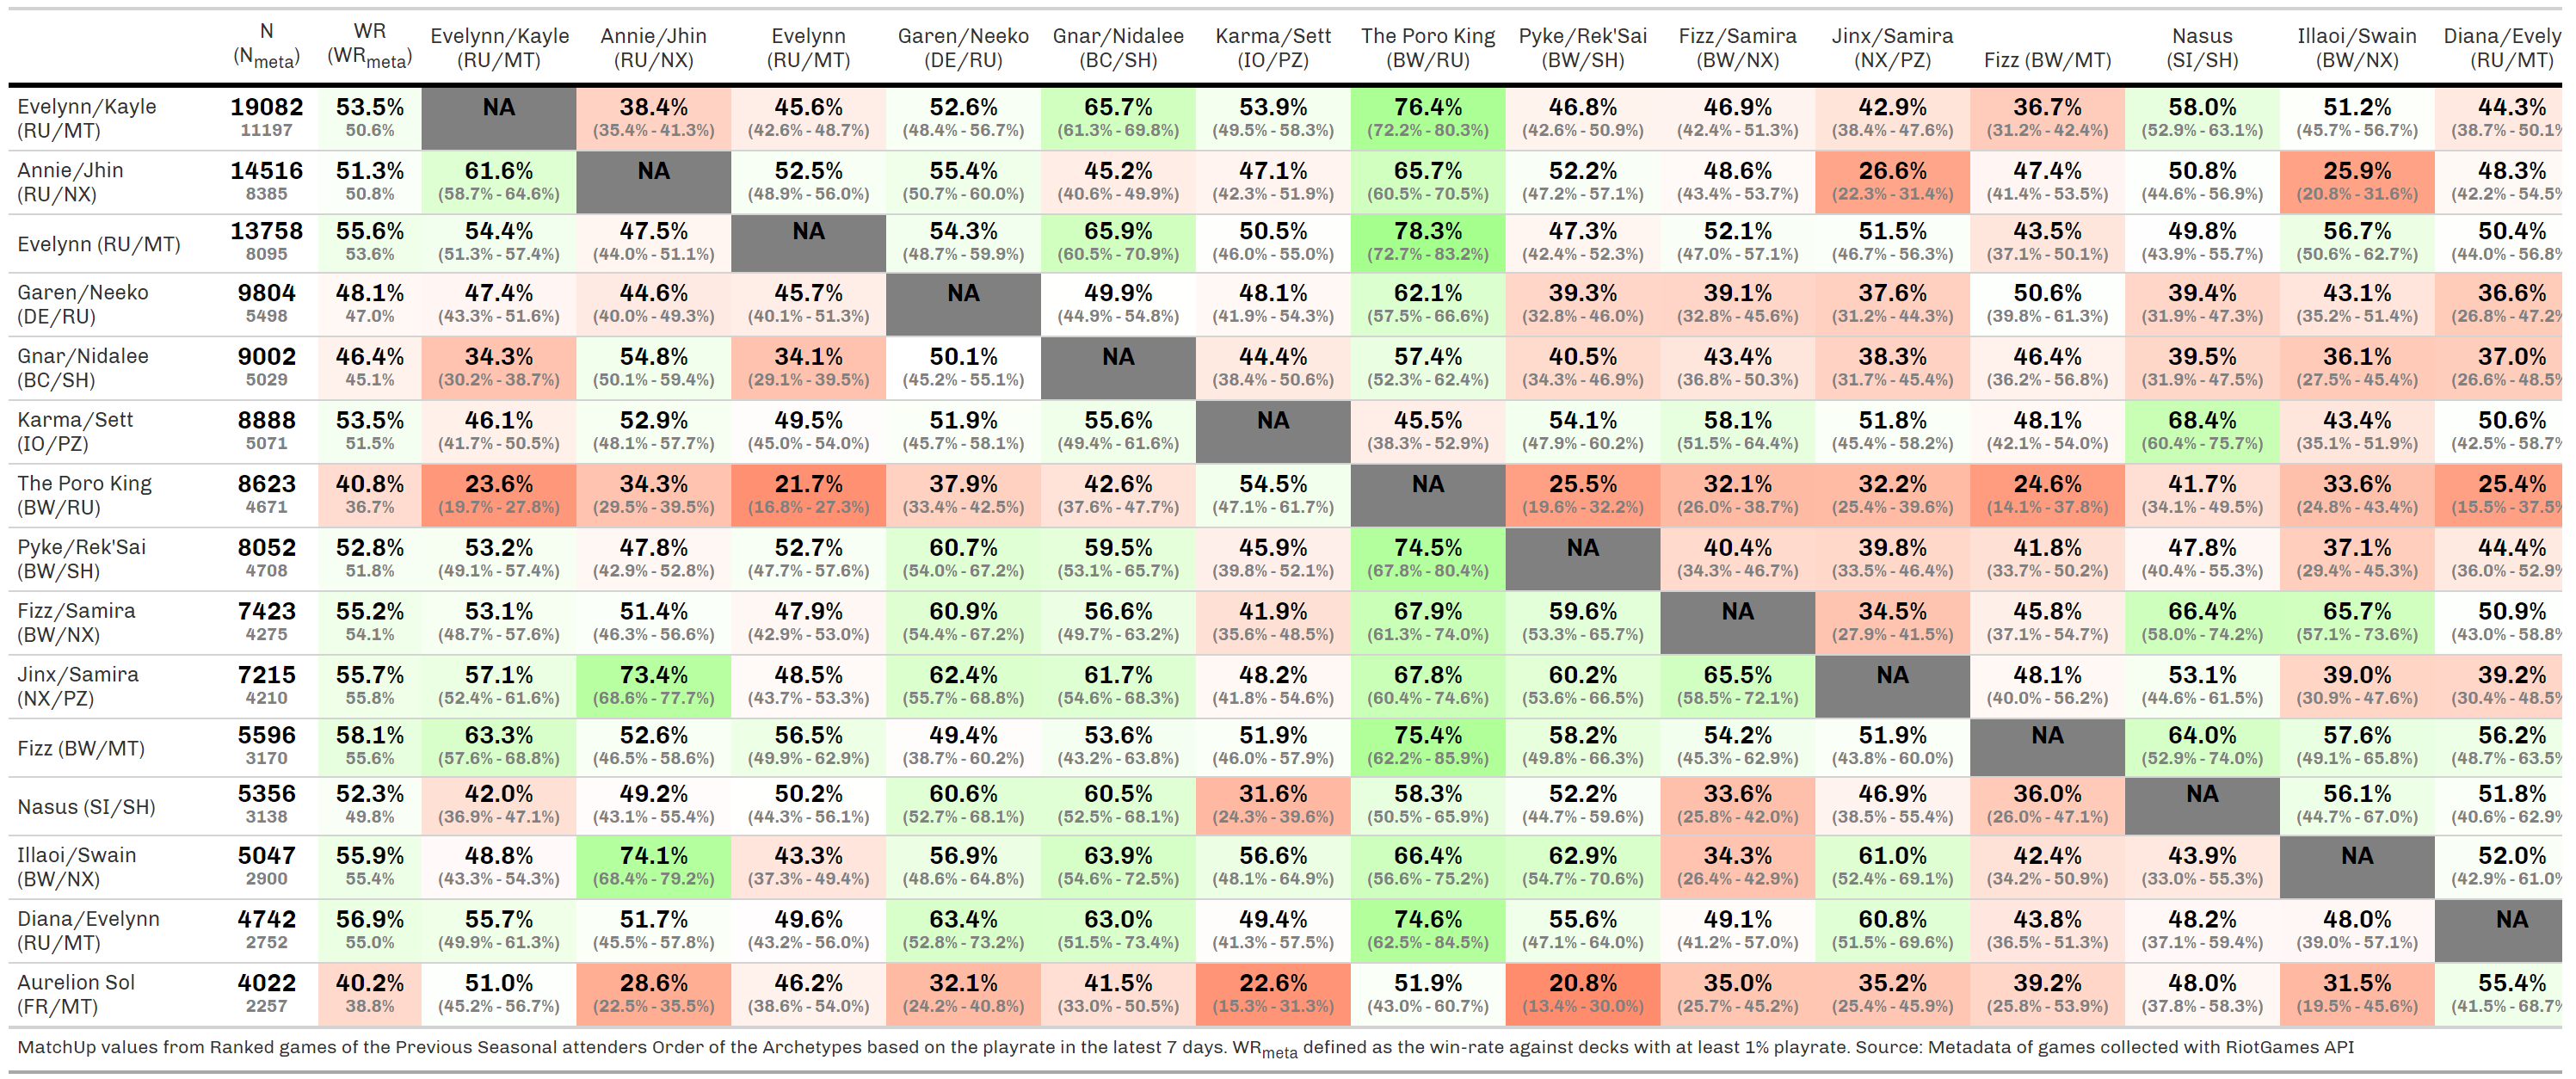 N WR Evelynn/Kayle Annie/Jhin Evelynn Garen/Neeko Gnar/Nidalee Karma/Sett The Poro King Pyke/Rek'Sai Fizz/Samira Jinx/Samira Fizz (BW/MT) Nasus Illaoi/Swain Diana/Evely
(Nmeta) (WRmeta) (RU/MT) (RU/NX) (RU/MT) (DE/RU) (BC/SH) (IO/PZ) (BW/RU) (BW/SH) (BW/NX) (NX/PZ) (SI/SH) (BW/NX) (RU/MT)
Evelynn/Kayle 19082 53.5% NA 38.4% 45.6% 52.6% 65.7% 53.9% 76.4% 46.8% 46.9% 42.9% 36.7% 58.0% 51.2% 44.3%
(RU/MT) 11197 50.6% (35.4% - 41.3%) (42.6% - 48.7%) (48.4% - 56.7%) (61.3% - 69.8%) (49.5% - 58.3%) (72.2% - 80.3%) (42.6% - 50.9%) (42.4% - 51.3%) (38.4% - 47.6%) (31.2% - 42.4%) (52.9% - 63.1%) (45.7% - 56.7%) (38.7% - 50.1%
Annie/Jhin 14516 51.3% 61.6% NA 52.5% 55.4% 45.2% 47.1% 65.7% 52.2% 48.6% 26.6% 47.4% 50.8% 25.9% 48.3%
(RU/NX) 8385 50.8% (58.7% - 64.6%) (48.9% - 56.0%) (50.7% - 60.0%) (40.6% - 49.9%) (42.3% - 51.9%) (60.5% - 70.5%) (47.2% - 57.1%) (43.4% - 53.7%) (22.3% - 31.4%) (41.4% - 53.5%) (44.6% - 56.9%) (20.8% - 31.6%) (42.2% - 54.5%
Evelynn (RU/MT) 13758 55.6% 54.4% 47.5% NA 54.3% 65.9% 50.5% 78.3% 47.3% 52.1% 51.5% 43.5% 49.8% 56.7% 50.4%
8095 53.6% (51.3% - 57.4%) (44.0% - 51.1%) (48.7% - 59.9%) (60.5% - 70.9%) (46.0% - 55.0%) (72.7% - 83.2%) (42.4% - 52.3%) (47.0% - 57.1%) (46.7% - 56.3%) (37.1% - 50.1%) (43.9% - 55.7%) (50.6% - 62.7%) (44.0% - 56.8%
Garen/Neeko 9804 48.1% 47.4% 44.6% 45.7% NA 49.9% 48.1% 62.1% 39.3% 39.1% 37.6% 50.6% 39.4% 43.1% 36.6%
(DE/RU) 5498 47.0% (43.3% - 51.6%) (40.0% - 49.3%) (40.1% - 51.3%) (44.9% - 54.8%) (41.9% - 54.3%) (57.5% - 66.6%) (32.8% - 46.0%) (32.8% - 45.6%) (31.2% - 44.3%) (39.8% - 61.3%) (31.9% - 47.3%) (35.2% - 51.4%) (26.8% - 47.2%
Gnar/Nidalee 9002 46.4% 34.3% 54.8% 34.1% 50.1% NA 44.4% 57.4% 40.5% 43.4% 38.3% 46.4% 39.5% 36.1% 37.0%
(BC/SH) 5029 45.1% (30.2% - 38.7%) (50.1% - 59.4%) (29.1% - 39.5%) (45.2% - 55.1%) (38.4% - 50.6%) (52.3% - 62.4%) (34.3% - 46.9%) (36.8% - 50.3%) (31.7% - 45.4%) (36.2% - 56.8%) (31.9% - 47.5%) (27.5% - 45.4%) (26.6% - 48.5%
Karma/Sett 8888 53.5% 46.1% 52.9% 49.5% 51.9% 55.6% NA 45.5% 54.1% 58.1% 51.8% 48.1% 68.4% 43.4% 50.6%
(IO/PZ) 5071 51.5% (41.7% - 50.5%) (48.1% - 57.7%) (45.0% - 54.0%) (45.7% - 58.1%) (49.4% - 61.6%) (38.3% - 52.9%) (47.9% - 60.2%) (51.5% - 64.4%) (45.4% - 58.2%) (42.1% - 54.0%) (60.4% - 75.7%) (35.1% - 51.9%) (42.5% - 58.7%
The Poro King 8623 40.8% 23.6% 34.3% 21.7% 37.9% 42.6% 54.5% NA 25.5% 32.1% 32.2% 24.6% 41.7% 33.6% 25.4%
(BW/RU) 4671 36.7% (19.7% - 27.8%) (29.5% - 39.5%) (16.8% - 27.3%) (33.4% - 42.5%) (37.6% - 47.7%) (47.1% - 61.7%) (19.6% - 32.2%) (26.0% - 38.7%) (25.4% - 39.6%) (14.1% - 37.8%) (34.1% - 49.5%) (24.8% - 43.4%) (15.5% - 37.5%
Pyke/Rek'Sai 8052 52.8% 53.2% 47.8% 52.7% 60.7% 59.5% 45.9% 74.5% NA 40.4% 39.8% 41.8% 47.8% 37.1% 44.4%
(BW/SH) 4708 51.8% (49.1% - 57.4%) (42.9% - 52.8%) (47.7% - 57.6%) (54.0% - 67.2%) (53.1% - 65.7%) (39.8% - 52.1%) (67.8% - 80.4%) (34.3% - 46.7%) (33.5% - 46.4%) (33.7% - 50.2%) (40.4% - 55.3%) (29.4% - 45.3%) (36.0% - 52.9%
Fizz/Samira 7423 55.2% 53.1% 51.4% 47.9% 60.9% 56.6% 41.9% 67.9% 59.6% NA 34.5% 45.8% 66.4% 65.7% 50.9%
(BW/NX) 4275 54.1% (48.7% - 57.6%) (46.3% - 56.6%) (42.9% - 53.0%) (54.4% - 67.2%) (49.7% - 63.2%) (35.6% - 48.5%) (61.3% - 74.0%) (53.3% - 65.7%) (27.9% - 41.5%) (37.1% - 54.7%) (58.0% - 74.2%) (57.1% - 73.6%) (43.0% - 58.8%
Jinx/Samira 7215 55.7% 57.1% 73.4% 48.5% 62.4% 61.7% 48.2% 67.8% 60.2% 65.5% NA 48.1% 53.1% 39.0% 39.2%
(NX/PZ) 4210 55.8% (52.4% - 61.6%) (68.6% - 77.7%) (43.7% - 53.3%) (55.7% - 68.8%) (54.6% - 68.3%) (41.8% - 54.6%) (60.4% - 74.6%) (53.6% - 66.5%) (58.5% - 72.1%) (40.0% - 56.2%) (44.6% - 61.5%) (30.9% - 47.6%) (30.4% - 48.5%
Fizz (BW/MT) 5596 58.1% 63.3% 52.6% 56.5% 49.4% 53.6% 51.9% 75.4% 58.2% 54.2% 51.9% NA 64.0% 57.6% 56.2%
3170 55.6% (57.6% - 68.8%) (46.5% - 58.6%) (49.9% - 62.9%) (38.7% - 60.2%) (43.2% - 63.8%) (46.0% - 57.9%) (62.2% - 85.9%) (49.8% - 66.3%) (45.3% - 62.9%) (43.8% - 60.0%) (52.9% - 74.0%) (49.1% - 65.8%) (48.7% - 63.5%
Nasus (SI/SH) 5356 52.3% 42.0% 49.2% 50.2% 60.6% 60.5% 31.6% 58.3% 52.2% 33.6% 46.9% 36.0% NA 56.1% 51.8%
3138 49.8% (36.9% - 47.1%) (43.1% - 55.4%) (44.3% - 56.1%) (52.7% - 68.1%) (52.5% - 68.1%) (24.3% - 39.6%) (50.5% - 65.9%) (44.7% - 59.6%) (25.8% - 42.0%) (38.5% - 55.4%) (26.0% - 47.1%) (44.7% - 67.0%) (40.6% - 62.9%
Illaoi/Swain 5047 55.9% 48.8% 74.1% 43.3% 56.9% 63.9% 56.6% 66.4% 62.9% 34.3% 61.0% 42.4% 43.9% NA 52.0%
(BW/NX) 2900 55.4% (43.3% - 54.3%) (68.4% - 79.2%) (37.3% - 49.4%) (48.6% - 64.8%) (54.6% - 72.5%) (48.1% - 64.9%) (56.6% - 75.2%) (54.7% - 70.6%) (26.4% - 42.9%) (52.4% - 69.1%) (34.2% - 50.9%) (33.0% - 55.3%) (42.9% - 61.0%
Diana/Evelynn 4742 56.9% 55.7% 51.7% 49.6% 63.4% 63.0% 49.4% 74.6% 55.6% 49.1% 60.8% 43.8% 48.2% 48.0% NA
(RU/MT) 2752 55.0% (49.9% - 61.3%) (45.5% - 57.8%) (43.2% - 56.0%) (52.8% - 73.2%) (51.5% - 73.4%) (41.3% - 57.5%) (62.5% - 84.5%) (47.1% - 64.0%) (41.2% - 57.0%) (51.5% - 69.6%) (36.5% - 51.3%) (37.1% - 59.4%) (39.0% - 57.1%)
Aurelion Sol 4022 40.2% 51.0% 28.6% 46.2% 32.1% 41.5% 22.6% 51.9% 20.8% 35.0% 35.2% 39.2% 48.0% 31.5% 55.4%
(FR/MT) 2257 38.8% (45.2% - 56.7%) (22.5% - 35.5%) (38.6% - 54.0%) (24.2% - 40.8%) (33.0% - 50.5%) (15.3% - 31.3%) (43.0% - 60.7%) (13.4% - 30.0%) (25.7% - 45.2%) (25.4% - 45.9%) (25.8% - 53.9%) (37.8% - 58.3%) (19.5% - 45.6%) (41.5% - 68.7%
MatchUp values from Ranked games of the Previous Seasonal attenders Order of the Archetypes based on the playrate in the latest 7 days. WRmeta defined as the win-rate against decks with at least 1% playrate. Source: Metadata of games collected with RiotGames API